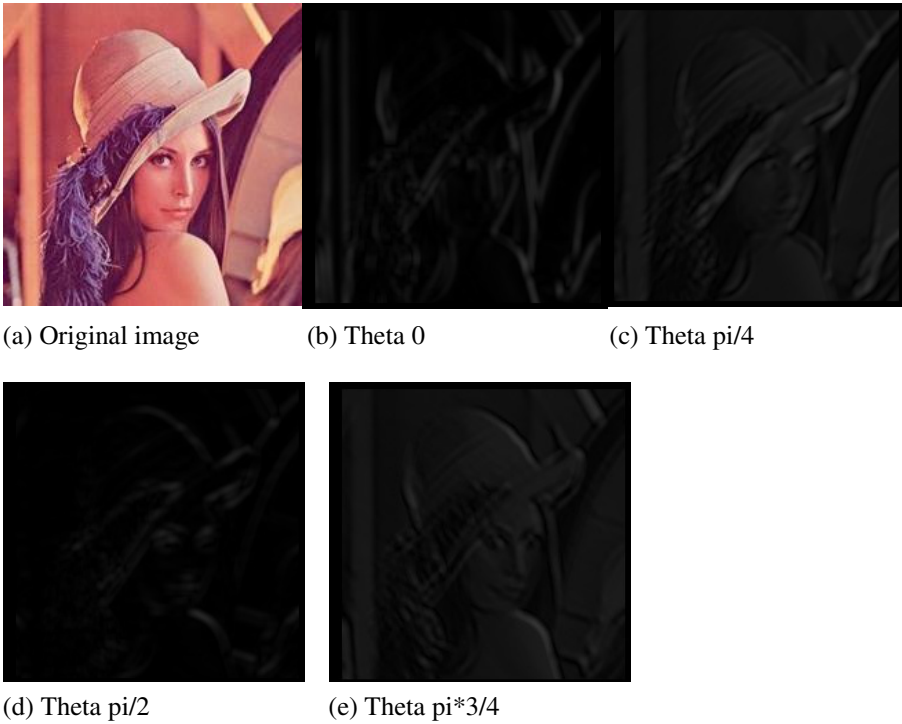 (a) Original image
(b) Theta 0
(c) Theta pi/4
(d) Theta pi/2
(e) Theta pi*3/4